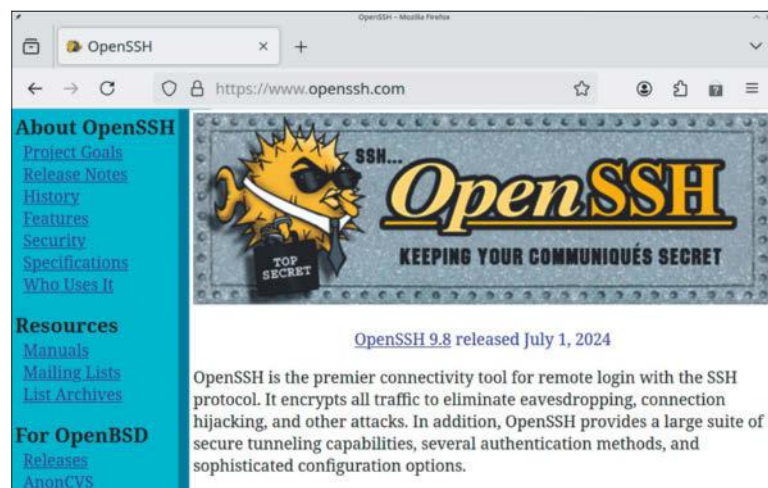 OpenSSH – Mozilla Firefox
OpenSSH
https://www.openssh.com
About OpenSSH
Project Goals
Release Notes
History
Features
Security
Specifications
Who Uses It
Resources
Manuals
Mailing Lists
List Archives
For OpenBSD
Releases
AnonCVS
SSH...
OpenSSH
KEEPING YOUR COMMUNIQUÉS SECRET
TOP
SECRET
OpenSSH 9.8 released July 1, 2024
OpenSSH is the premier connectivity tool for remote login with the SSH
protocol. It encrypts all traffic to eliminate eavesdropping, connection
hijacking, and other attacks. In addition, OpenSSH provides a large suite of
secure tunneling capabilities, several authentication methods, and
sophisticated configuration options.